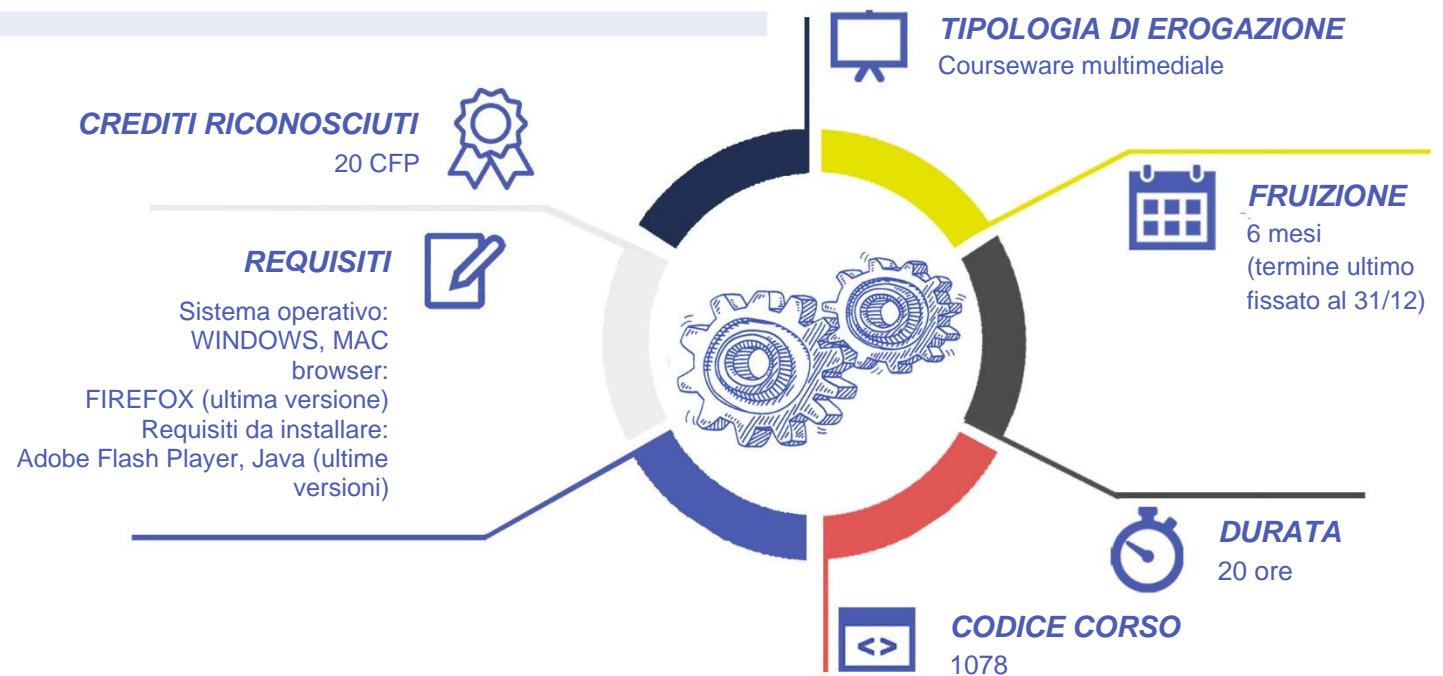 TIPOLOGIA DI EROGAZIONE
Courseware multimediale
CREDITI RICONOSCIUTI
20 CFP
FRUIZIONE
6 mesi
(termine ultimo
fissato al 31/12)
REQUISITI
Sistema operativo:
WINDOWS, MAC
browser:
FIREFOX (ultima versione)
Requisiti da installare:
Adobe Flash Player, Java (ultime
versioni)
DURATA
20 ore
<> CODICE CORSO
1078